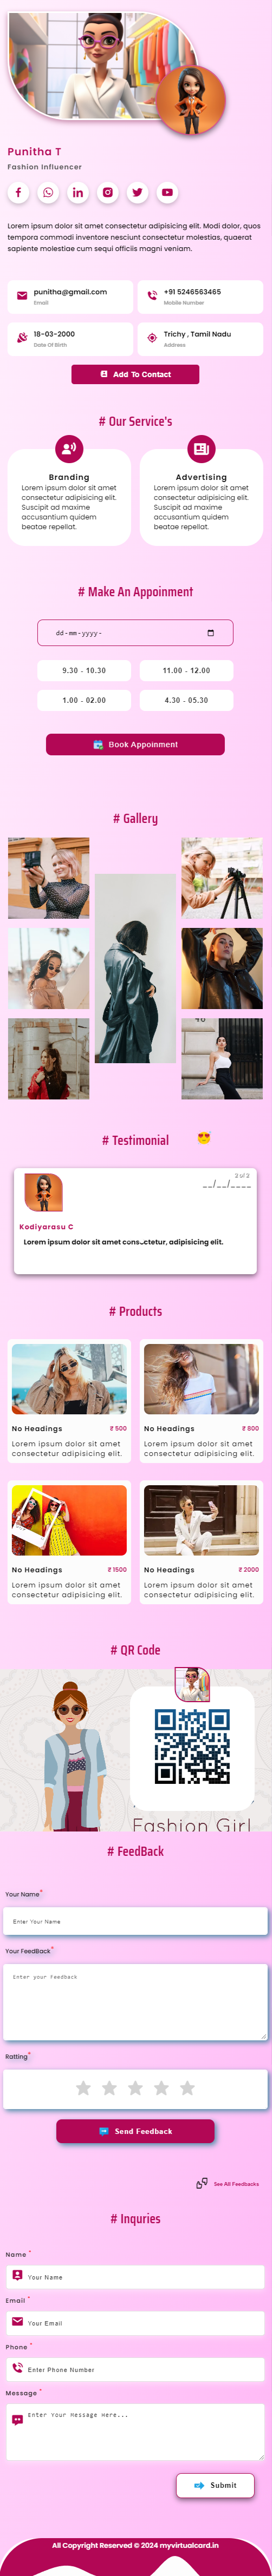 Punitha T
Fashion Influencer
Lorem ipsum dolor sit amet consectetur adipisicing elit. Modi dolor, quos
tempora commodi inventore nesciunt consectetur molestias, quaerat
sapiente molestiae cum sequi officiis magni veniam.
punitha@gmail.com
Email
+91 5246563465
Mobile Number
18-03-2000
Date Of Birth
Trichy , Tamil Nadu
Address
Add To Contact
# Our Service's
Branding
Lorem ipsum dolor sit amet
consectetur adipisicing elit.
Suscipit ad maxime
accusantium quidem
beatae repellat.
Advertising
Lorem ipsum dolor sit amet
consectetur adipisicing elit.
Suscipit ad maxime
accusantium quidem
beatae repellat.
# Make An Appoinment
dd-mm-yyyy
9.30 - 10.30
11.00 - 12.00
1.00 - 02.00
4.30 - 05.30
Book Appoinment
# Gallery
# Testimonial
2 of 2
__/__/____
Kodiyarasu C
Lorem ipsum dolor sit amet consectetur, adipisicing elit.
# Products
No Headings
₹ 500
Lorem ipsum dolor sit amet
consectetur adipisicing elit.
No Headings
₹ 800
Lorem ipsum dolor sit amet
consectetur adipisicing elit.
No Headings
₹ 1500
Lorem ipsum dolor sit amet
consectetur adipisicing elit.
No Headings
₹ 2000
Lorem ipsum dolor sit amet
consectetur adipisicing elit.
# QR Code
Fashion Girl
# FeedBack
Your Name*
Enter Your Name
Your FeedBack*
Enter your Feedback
Ratting*
Send Feedback
See All Feedbacks
# Inquries
Name *
Your Name
Email *
Your Email
Phone *
Enter Phone Number
Message *
Enter Your Message Here...
Submit
All Copyright Reserved © 2024 myvirtualcard.in